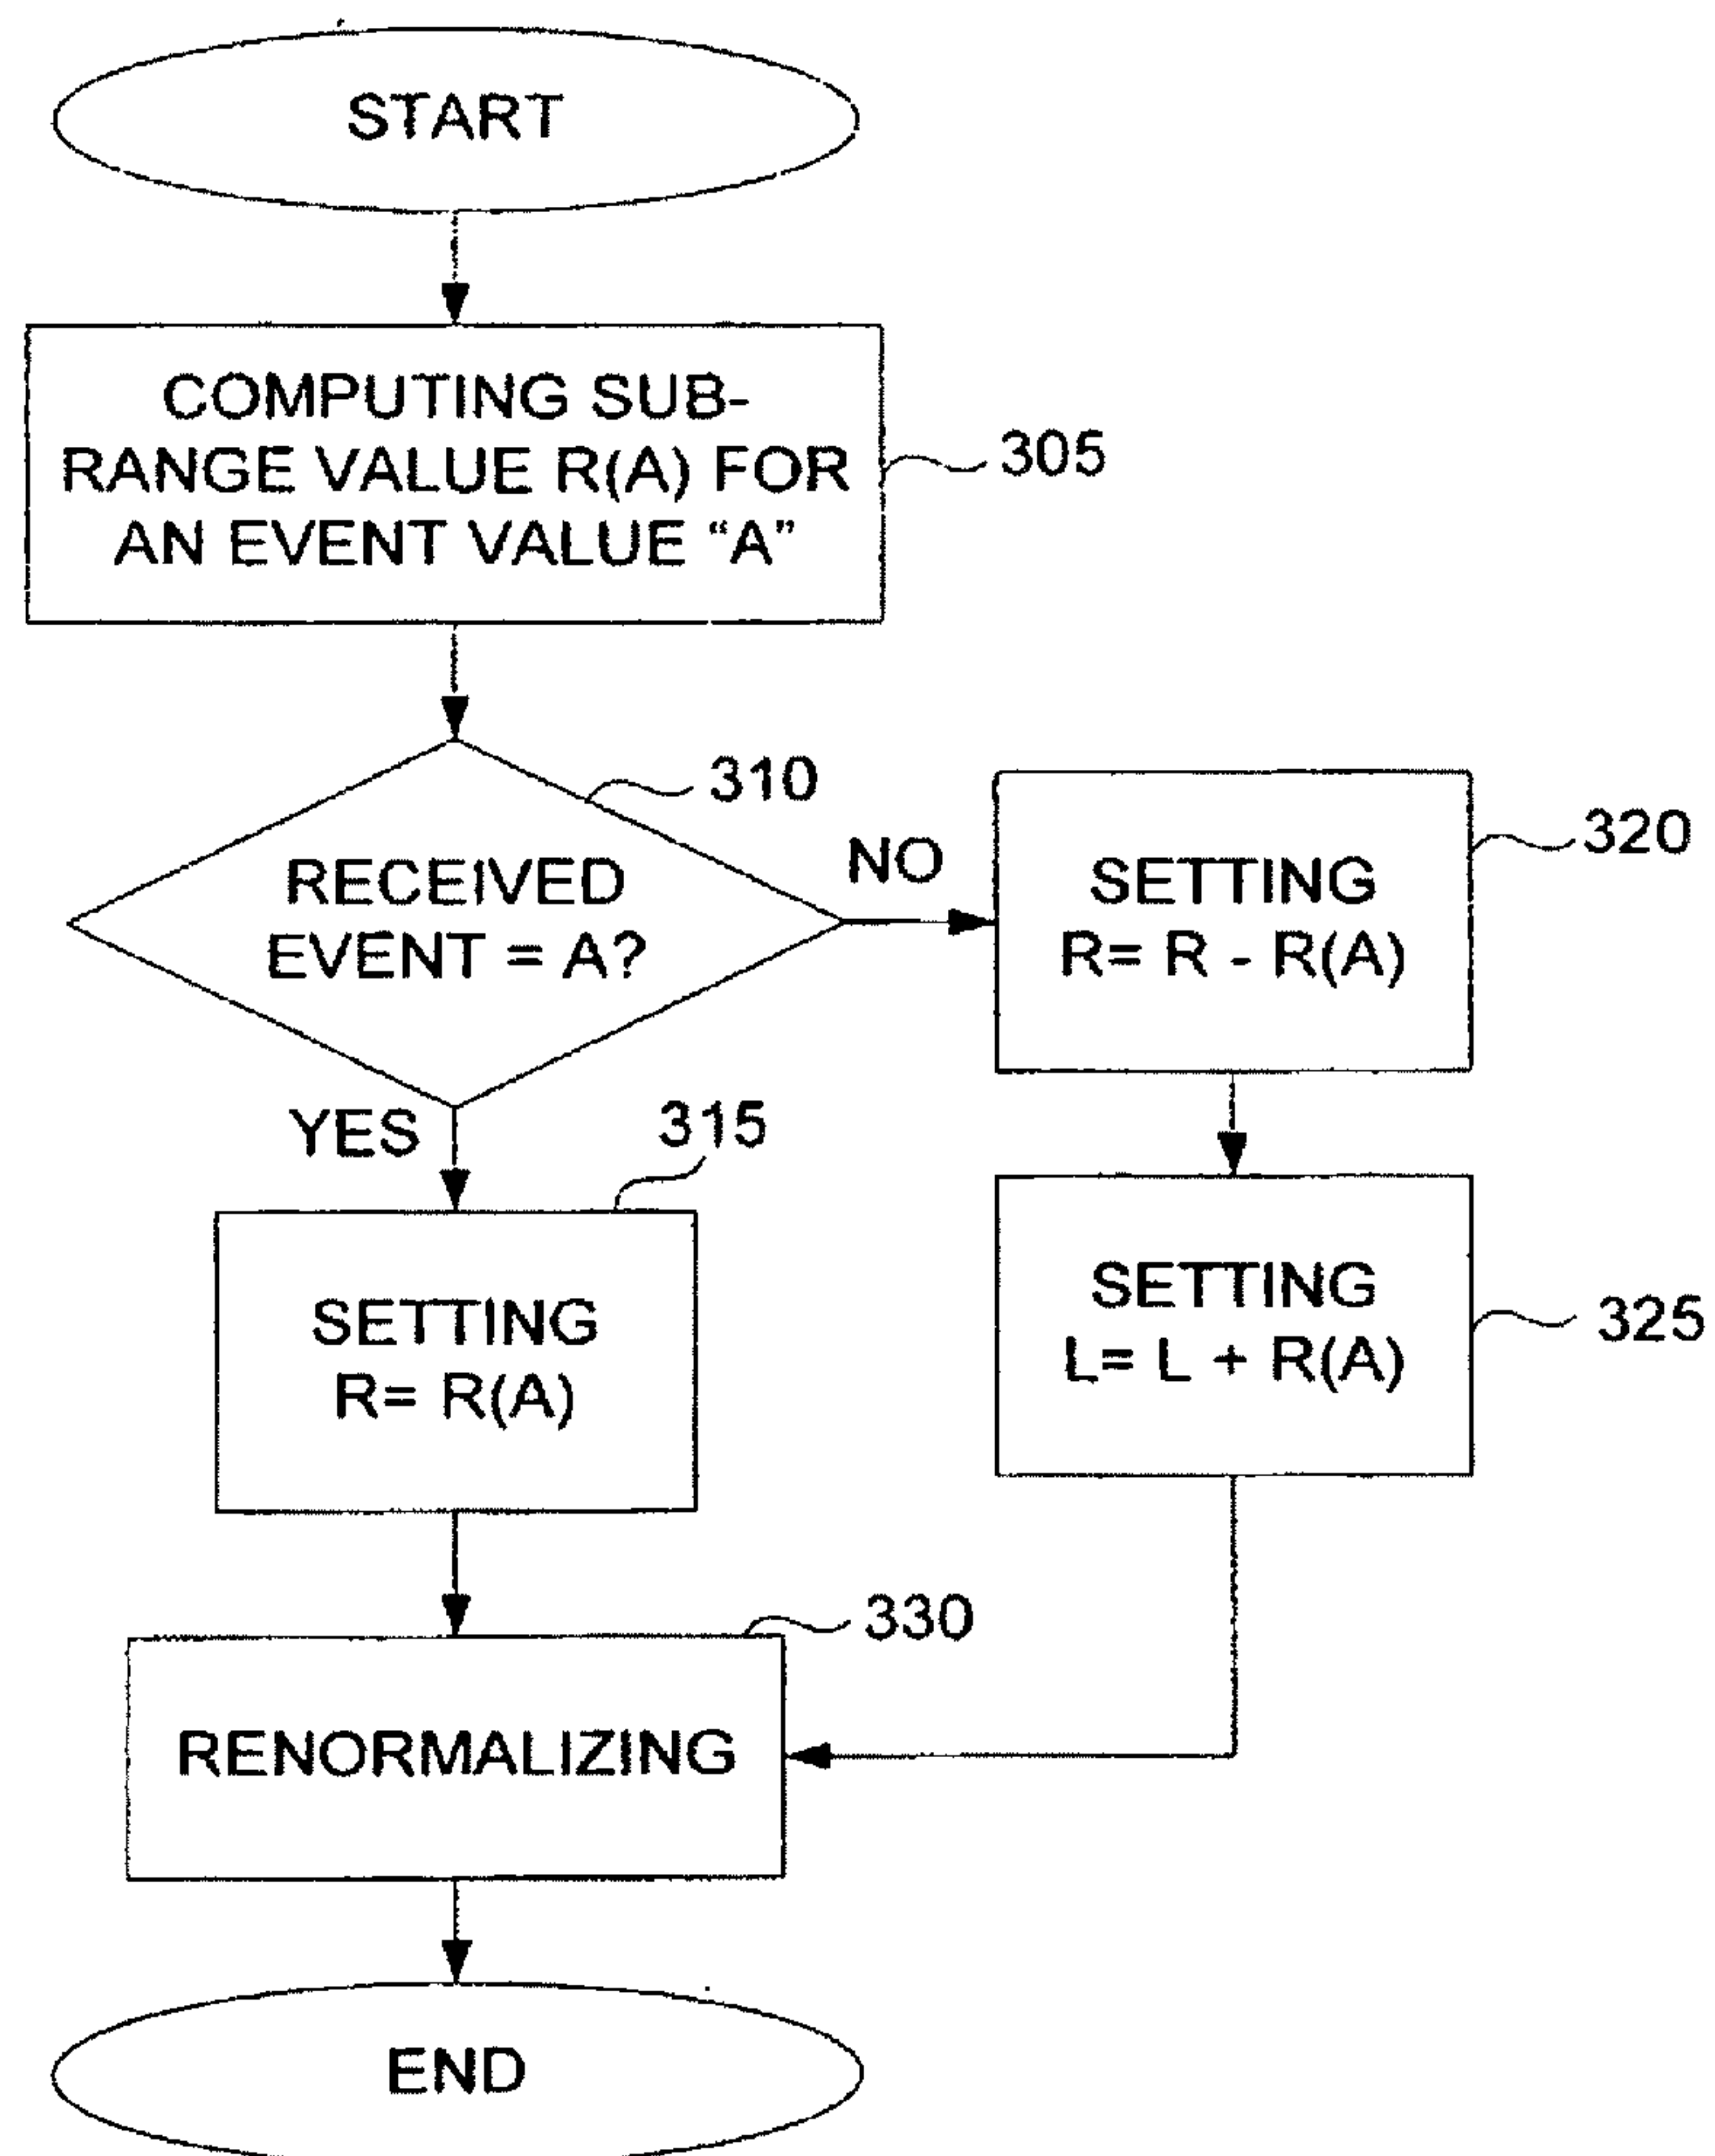 START
COMPUTING SUB-
RANGE VALUE R(A) FOR
AN EVENT VALUE “A”
305
310
RECEIVED
EVENT = A?
NO
SETTING
R= R - R(A)
320
YES
315
SETTING
R= R(A)
SETTING
L= L + R(A)
325
330
RENORMALIZING
END